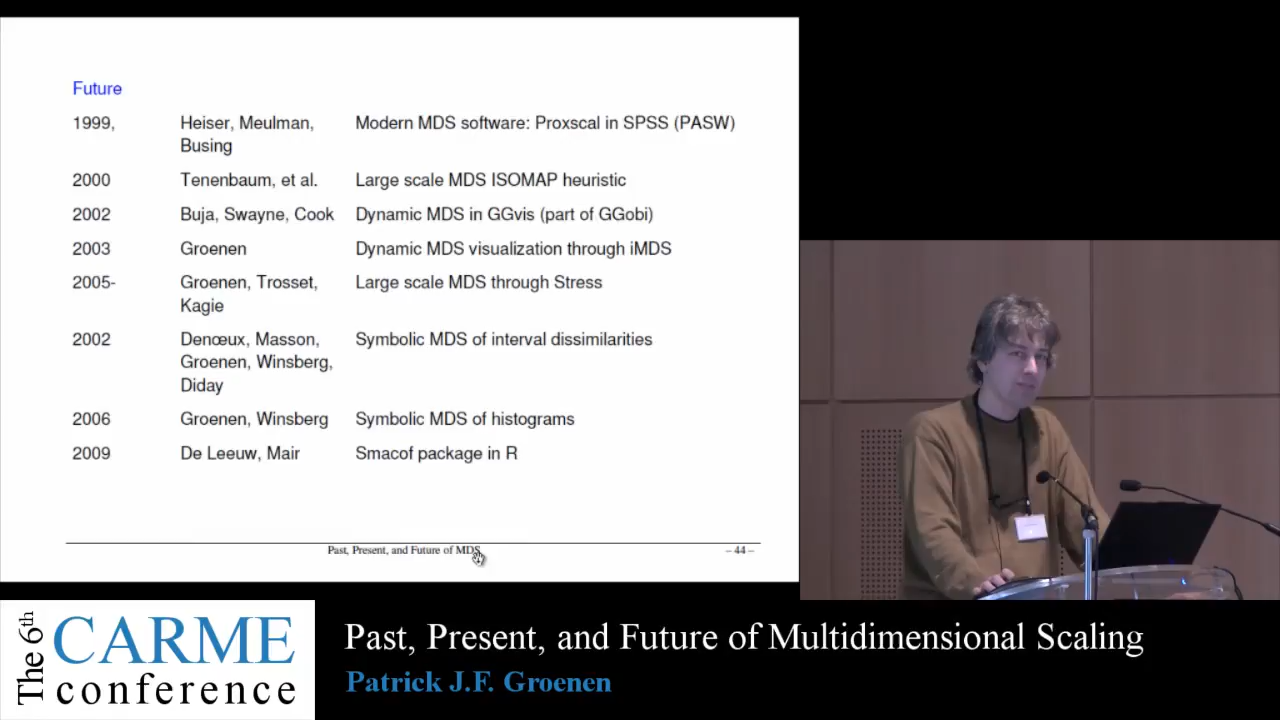 Future
1999, Heiser, Meulman, Modern MDS software: Proxscal in SPSS (PASW)
Busing
2000 Tenenbaum, et al. Large scale MDS ISOMAP heuristic
2002 Buja, Swayne, Cook Dynamic MDS in GGvis (part of GGobi)
2003 Groenen Dynamic MDS visualization through iMDS
2005- Groenen, Trosset, Large scale MDS through Stress
Kagie
2002 Denœux, Masson, Symbolic MDS of interval dissimilarities
Groenen, Winsberg,
Diday
2006 Groenen, Winsberg Symbolic MDS of histograms
2009 De Leeuw, Mair Smacof package in R
Past, Present, and Future of MDS – 44 –
The 6th CARME
conference
Past, Present, and Future of Multidimensional Scaling
Patrick J.F. Groenen